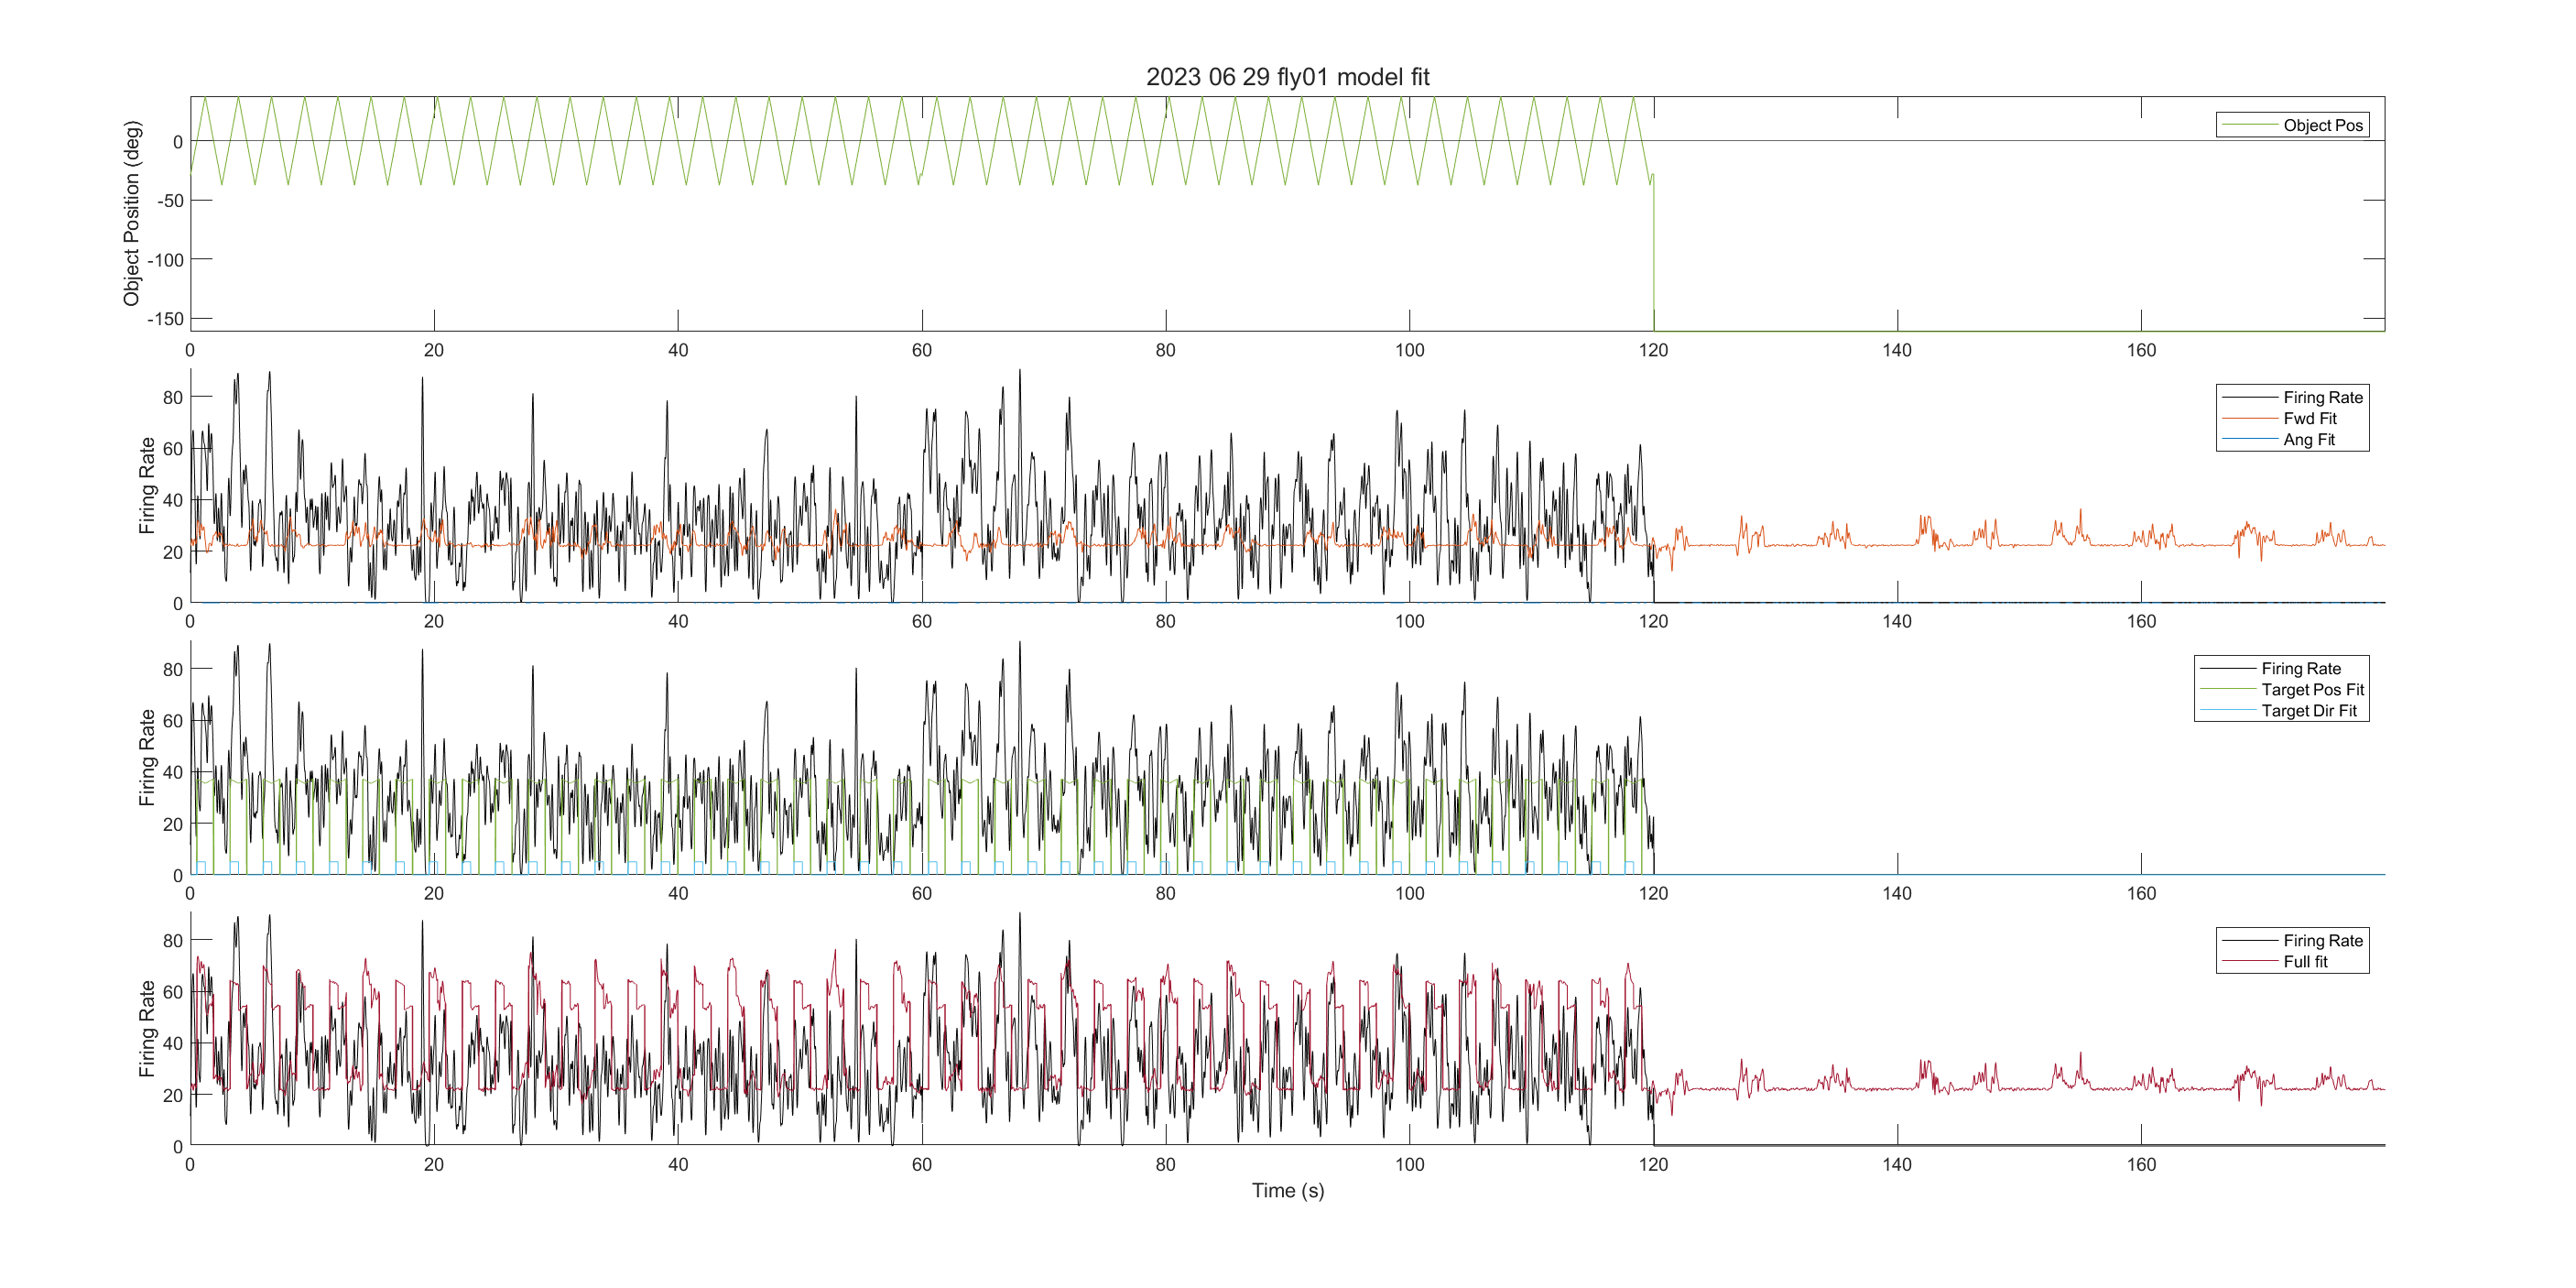 2023 06 29 fly01 model fit
Object Position (deg)
0
-50
-100
-150
Object Pos
0 20 40 60 80 100 120 140 160
Firing Rate
80
60
40
20
0
Firing Rate
Fwd Fit
Ang Fit
0 20 40 60 80 100 120 140 160
Firing Rate
80
60
40
20
0
Firing Rate
Target Pos Fit
Target Dir Fit
0 20 40 60 80 100 120 140 160
Firing Rate
80
60
40
20
0
Firing Rate
Full fit
0 20 40 60 80 100 120 140 160
Time (s)